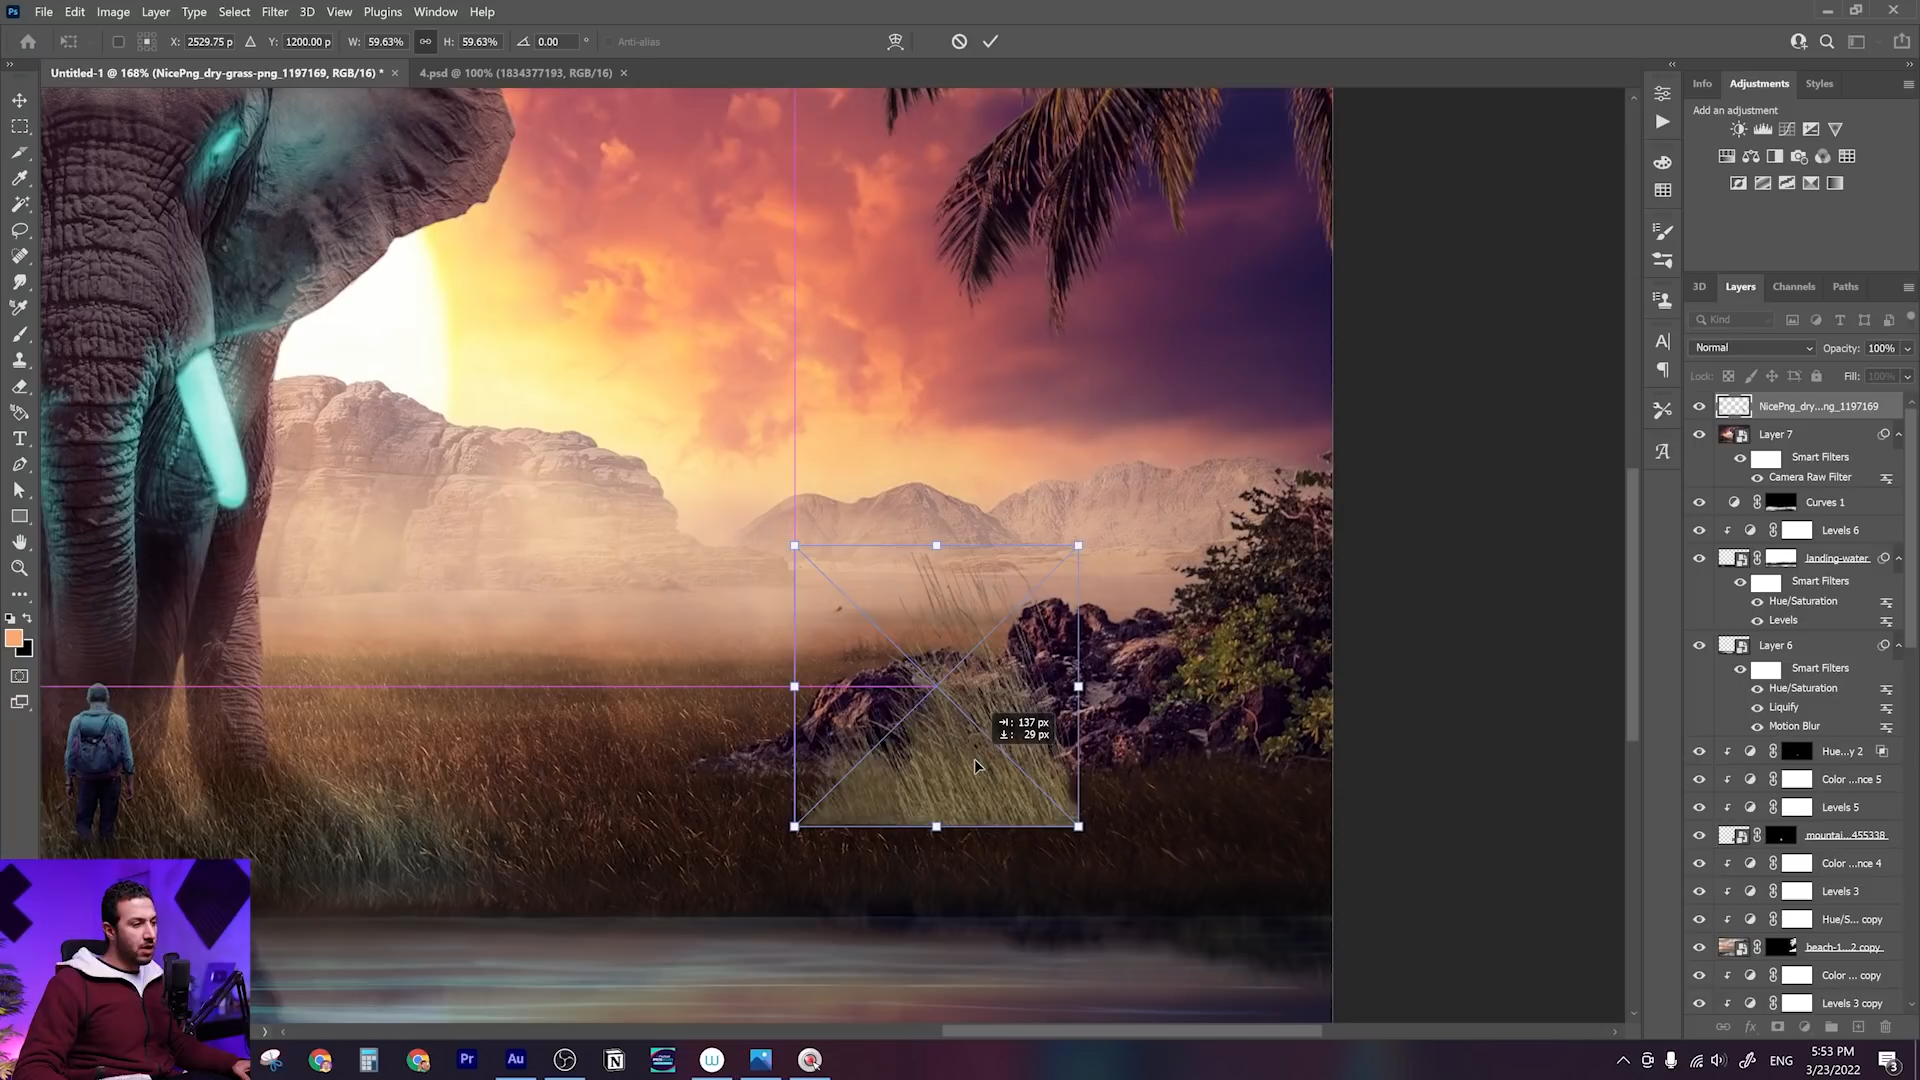 Ps File Edit Image Layer Type Select Filter 3D View Plugins Window Help
X: 2529.75 p Y: 1200.00 p W: 59.63% H: 59.63% 0.00 ° Anti-alias
Untitled-1 @ 168% (NicePng_dry-grass-png_1197169, RGB/16) * × 4.psd @ 100% (1834377193, RGB/16) ×
Info Adjustments Styles
Add an adjustment
3D Layers Channels Paths
Kind
Normal Opacity: 100%
Lock: Fill: 100%
NicePng_dry...ng_1197169
Layer 7
Smart Filters
Camera Raw Filter
Curves 1
Levels 6
landing-water
Smart Filters
Hue/Saturation
Levels
Layer 6
Smart Filters
Hue/Saturation
Liquify
Motion Blur
Hue...y 2
Color ...nce 5
Levels 5
mountai...455338
Color ...nce 4
Levels 3
Hue/S... copy
beach-1...2 copy
Color ... copy
Levels 3 copy
137 px
29 px
Pr Au
ENG
5:53 PM
3/23/2022
3